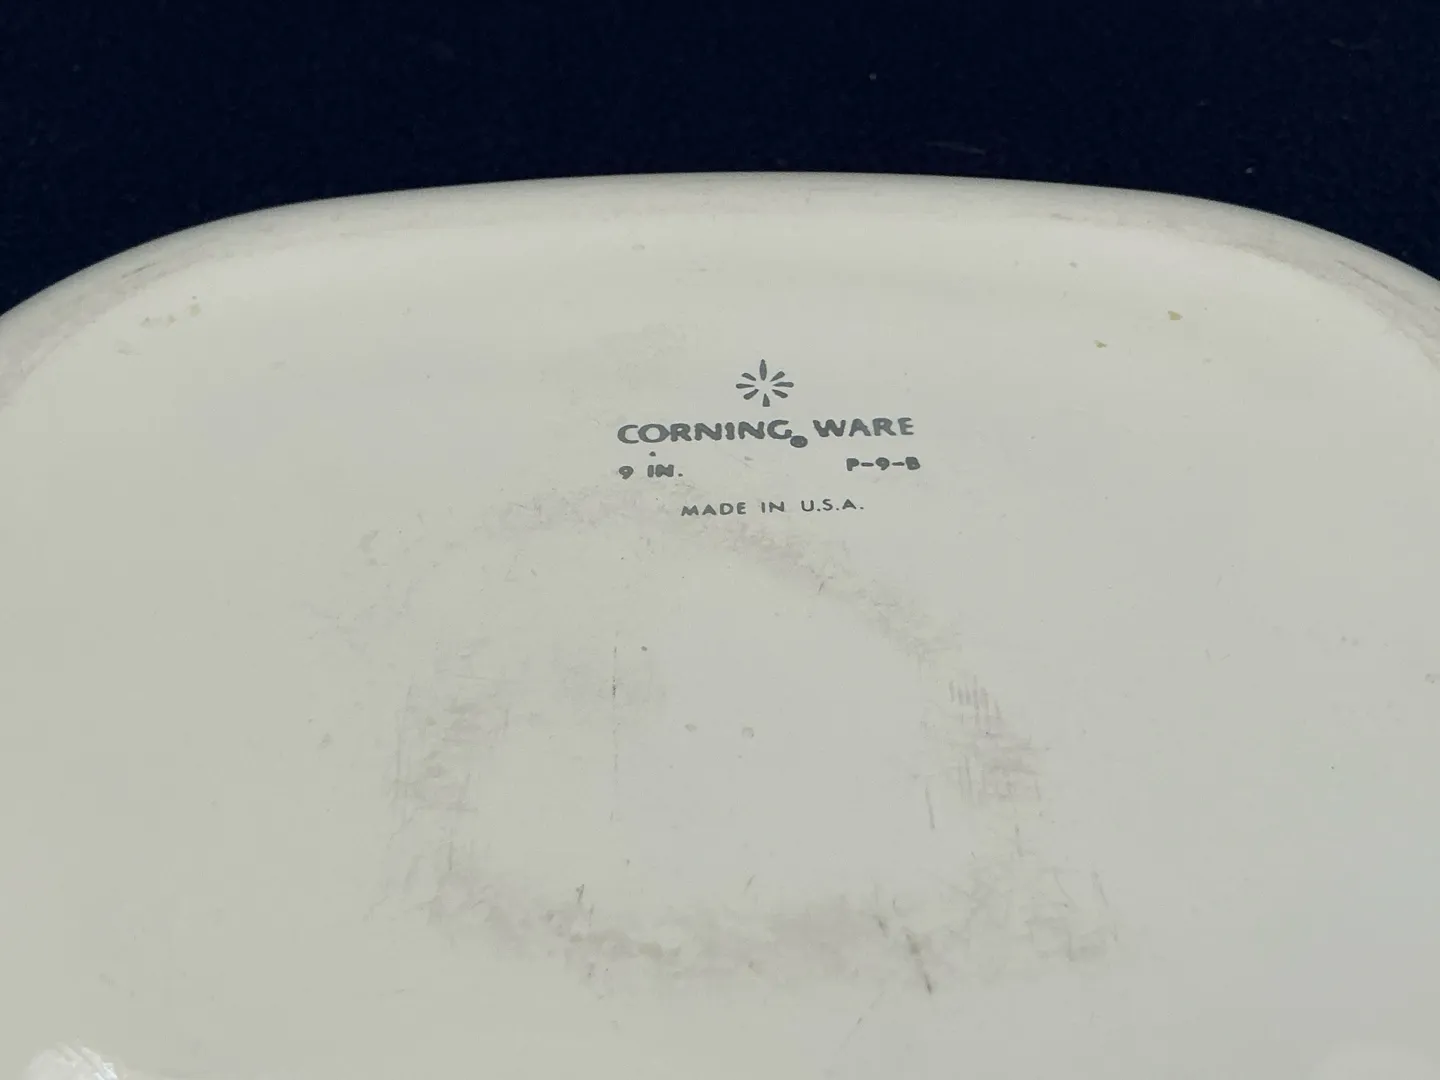 CORNING® WARE
9 IN. P-9-B
MADE IN U.S.A.